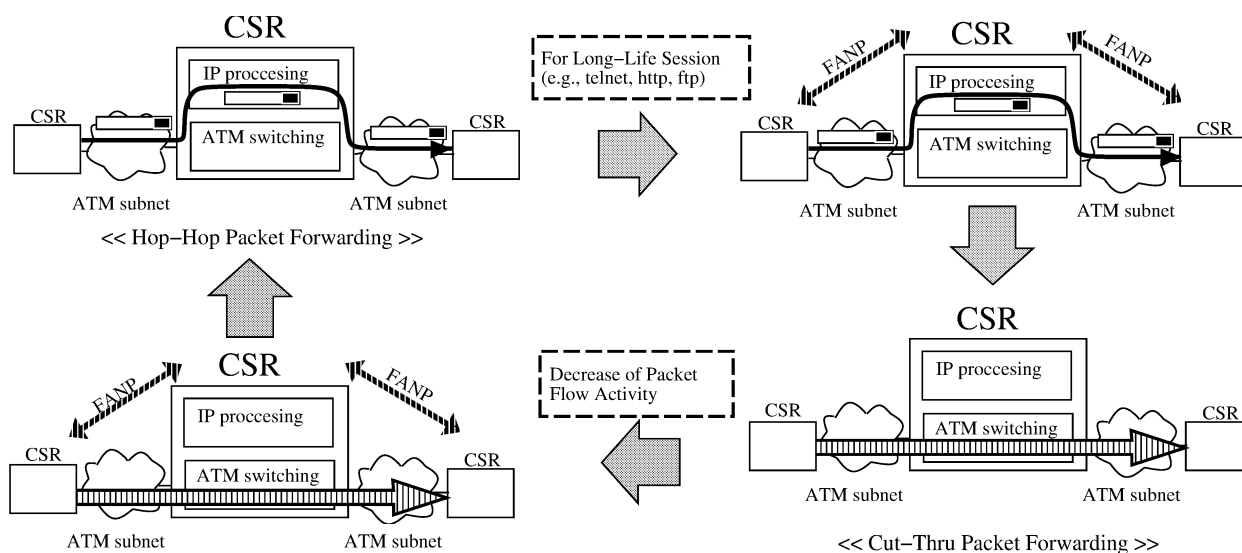 CSR
IP proccesing
CSR
CSR
ATM switching
ATM subnet
ATM subnet
<< Hop−Hop Packet Forwarding >>
For Long−Life Session
(e.g., telnet, http, ftp)
FANP
CSR
FANP
IP proccesing
CSR
CSR
ATM switching
ATM subnet
ATM subnet
CSR
FANP
FANP
IP proccesing
CSR
CSR
ATM switching
ATM subnet
ATM subnet
Decrease of Packet
Flow Activity
CSR
IP proccesing
CSR
CSR
ATM switching
ATM subnet
ATM subnet
<< Cut−Thru Packet Forwarding >>